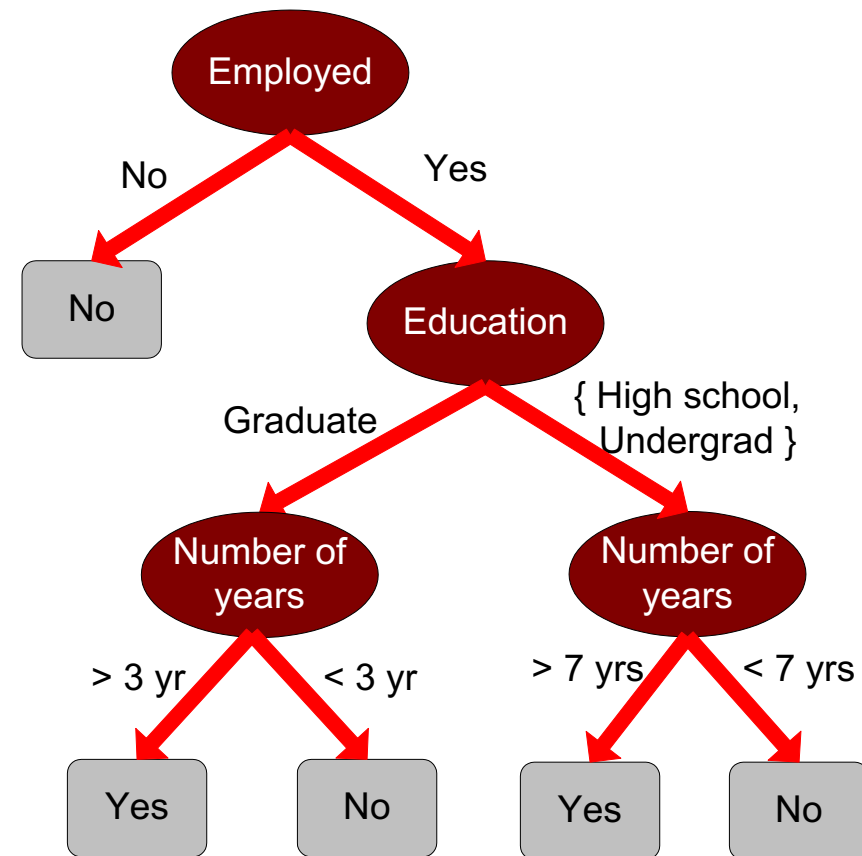 Employed
No
Yes
No
Education
Graduate
{ High school,
Undergrad }
Number of
years
Number of
years
> 3 yr
< 3 yr
> 7 yrs
< 7 yrs
Yes
No
Yes
No